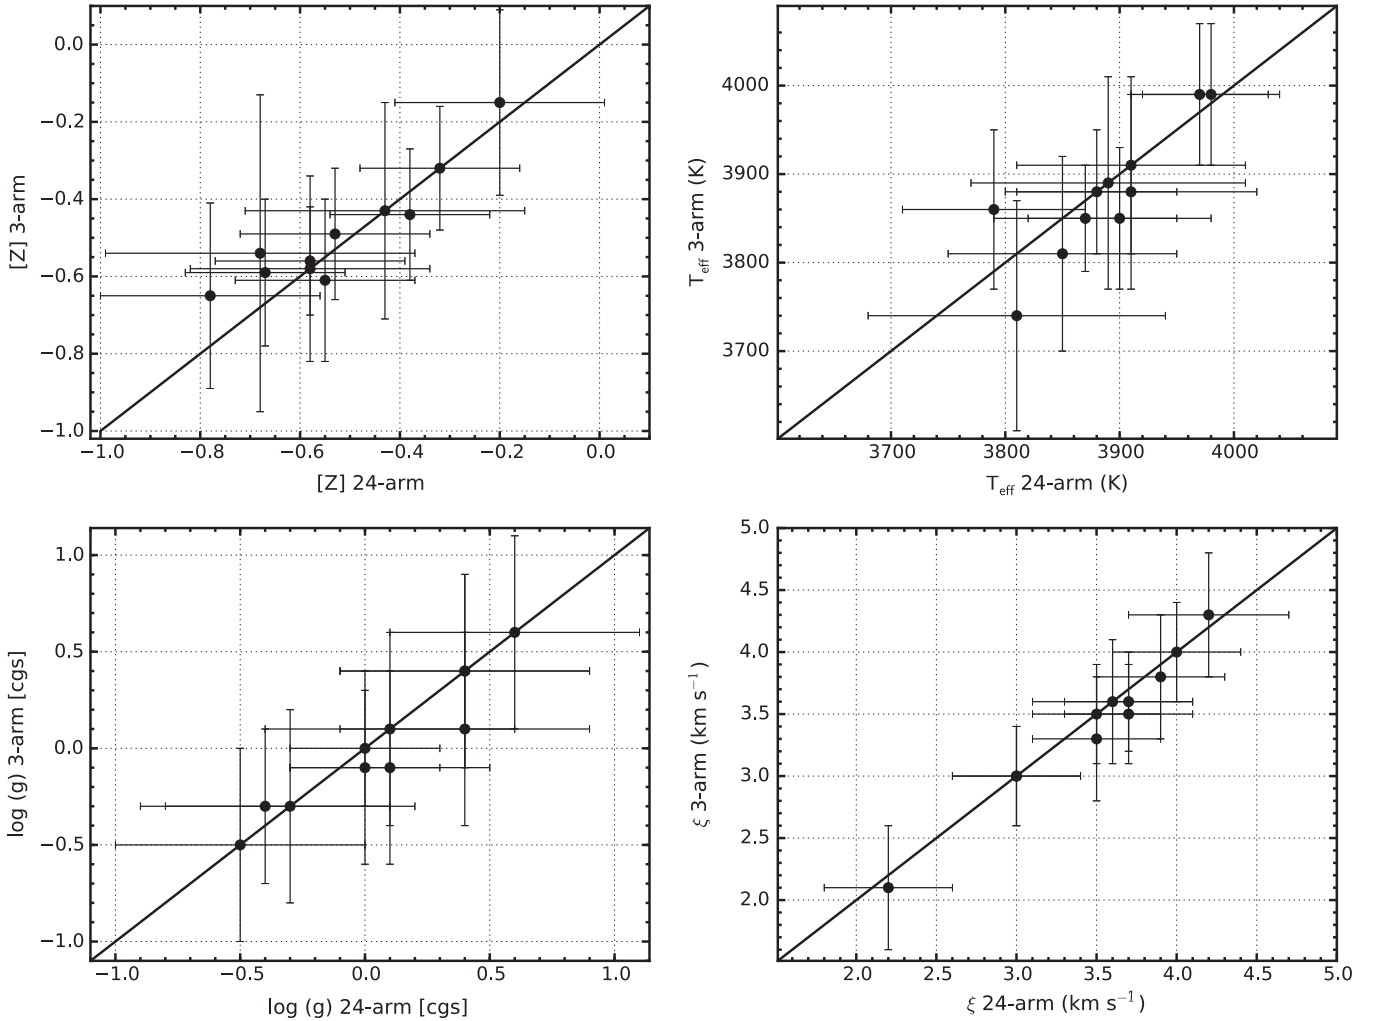 0.0
−0.2
−0.4
−0.6
−0.8
−1.0
[Z] 3-arm
−1.0 −0.8 −0.6 −0.4 −0.2 0.0
[Z] 24-arm
4000
3900
3800
3700
T_eff 3-arm (K)
3700 3800 3900 4000
T_eff 24-arm (K)
1.0
0.5
0.0
−0.5
−1.0
log (g) 3-arm [cgs]
−1.0 −0.5 0.0 0.5 1.0
log (g) 24-arm [cgs]
5.0
4.5
4.0
3.5
3.0
2.5
2.0
ξ 3-arm (km s⁻¹)
2.0 2.5 3.0 3.5 4.0 4.5 5.0
ξ 24-arm (km s⁻¹)